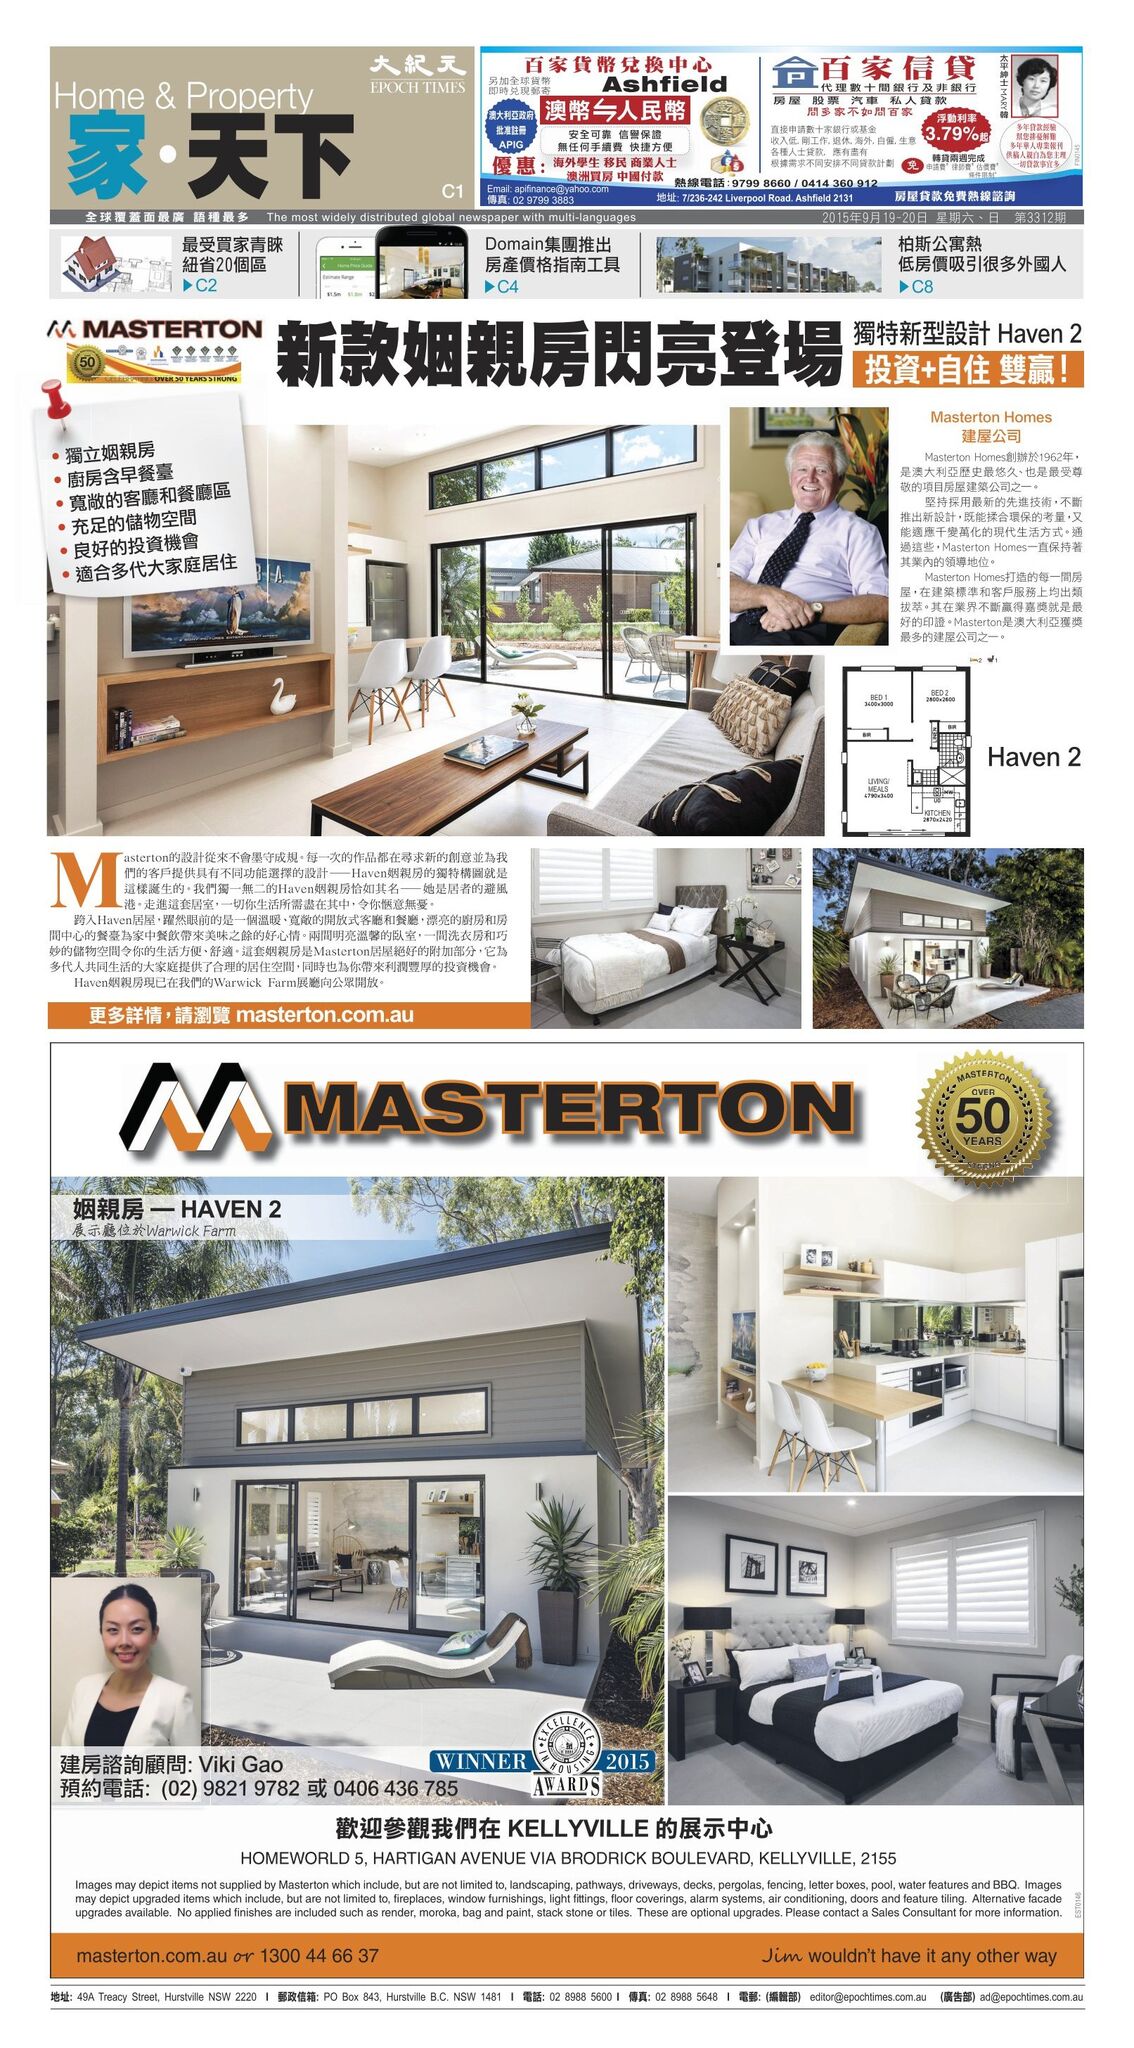 大紀元
EPOCH TIMES
Home & Property
家·天下
C1
百家貨幣兌換中心
另加全球貨幣
即時兌現郵寄
Ashfield
澳大利亞政府
批准註冊
APIG
澳幣⇆人民幣
安全可靠 信譽保證
無任何手續費 快捷方便
優惠：
海外學生 移民 商業人士
澳洲買房 中國付款
Email: apifinance@yahoo.com
傳真: 02 9799 3883
熱線電話：9799 8660 / 0414 360 912
地址: 7/236-242 Liverpool Road. Ashfield 2131
百家信貸
代理數十間銀行及非銀行
房屋 股票 汽車 私人貸款
問多家不如問百家
直接申請數十家銀行或基金
收入低, 剛工作, 退休, 海外, 自僱, 生意
各種人士貸款, 應有盡有
根據需求不同安排不同貸款計劃
浮動利率
3.79%起
免
轉貸兩週完成
太平紳士 MARY韓
房屋貸款免費熱線諮詢
FIN0145
全球覆蓋面最廣 語種最多 The most widely distributed global newspaper with multi-languages
2015年9月19-20日 星期六、日 第3312期
最受買家青睞
紐省20個區
▶C2
Domain集團推出
房產價格指南工具
▶C4
柏斯公寓熱
低房價吸引很多外國人
▶C8
MASTERTON
50
OVER 50 YEARS STRONG
新款姻親房閃亮登場
獨特新型設計 Haven 2
投資+自住 雙贏！
• 獨立姻親房
• 廚房含早餐臺
• 寬敞的客廳和餐廳區
• 充足的儲物空間
• 良好的投資機會
• 適合多代大家庭居住
Masterton Homes
建屋公司
Masterton Homes創辦於1962年，
是澳大利亞歷史最悠久、也是最受尊
敬的項目房屋建築公司之一。
堅持採用最新的先進技術，不斷
推出新設計，既能揉合環保的考量，又
能適應千變萬化的現代生活方式。通
過這些，Masterton Homes一直保持著
其業內的領導地位。
Masterton Homes打造的每一間房
屋，在建築標準和客戶服務上均出類
拔萃。其在業界不斷贏得嘉獎就是最
好的印證。Masterton是澳大利亞獲獎
最多的建屋公司之一。
2 1
BED 1
3400x3000
BED 2
2800x2600
BIR
BIR
LIVING/
MEALS
4790x3400
KITCHEN
2870x2420
Haven 2
Masterton的設計從來不會墨守成規。每一次的作品都在尋求新的創意並為我
們的客戶提供具有不同功能選擇的設計——Haven姻親房的獨特構圖就是
這樣誕生的。我們獨一無二的Haven姻親房恰如其名——她是居者的避風
港。走進這套居室，一切你生活所需盡在其中，令你愜意無憂。
跨入Haven居屋，躍然眼前的是一個溫暖、寬敞的開放式客廳和餐廳，漂亮的廚房和房
間中心的餐臺為家中餐飲帶來美味之餘的好心情。兩間明亮溫馨的臥室，一間洗衣房和巧
妙的儲物空間令你的生活方便、舒適。這套姻親房是Masterton居屋絕好的附加部分，它為
多代人共同生活的大家庭提供了合理的居住空間，同時也為你帶來利潤豐厚的投資機會。
Haven姻親房現已在我們的Warwick Farm展廳向公眾開放。
更多詳情，請瀏覽 masterton.com.au
MASTERTON
MASTERTON
OVER
50
YEARS
STRONG
姻親房 — HAVEN 2
展示廳位於Warwick Farm
建房諮詢顧問: Viki Gao
預約電話: (02) 9821 9782 或 0406 436 785
WINNER
EXCELLENCE IN HOUSING
AWARDS
2015
歡迎參觀我們在 KELLYVILLE 的展示中心
HOMEWORLD 5, HARTIGAN AVENUE VIA BRODRICK BOULEVARD, KELLYVILLE, 2155
Images may depict items not supplied by Masterton which include, but are not limited to, landscaping, pathways, driveways, decks, pergolas, fencing, letter boxes, pool, water features and BBQ. Images
may depict upgraded items which include, but are not limited to, fireplaces, window furnishings, light fittings, floor coverings, alarm systems, air conditioning, doors and feature tiling. Alternative facade
upgrades available. No applied finishes are included such as render, moroka, bag and paint, stack stone or tiles. These are optional upgrades. Please contact a Sales Consultant for more information.
EST0146
masterton.com.au or 1300 44 66 37
Jim wouldn't have it any other way
地址: 49A Treacy Street, Hurstville NSW 2220 I 郵政信箱: PO Box 843, Hurstville B.C. NSW 1481 I 電話: 02 8988 5600 I 傳真: 02 8988 5648 I 電郵: (編輯部) editor@epochtimes.com.au (廣告部) ad@epochtimes.com.au